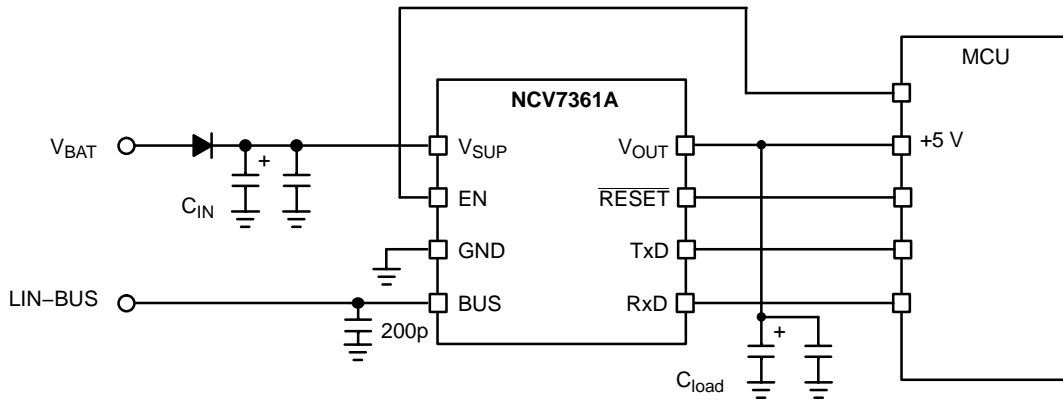 MCU
NCV7361A
V_BAT
+
C_IN
V_SUP
EN
GND
BUS
V_OUT
RESET
TxD
RxD
+5 V
LIN−BUS
200p
+
C_load